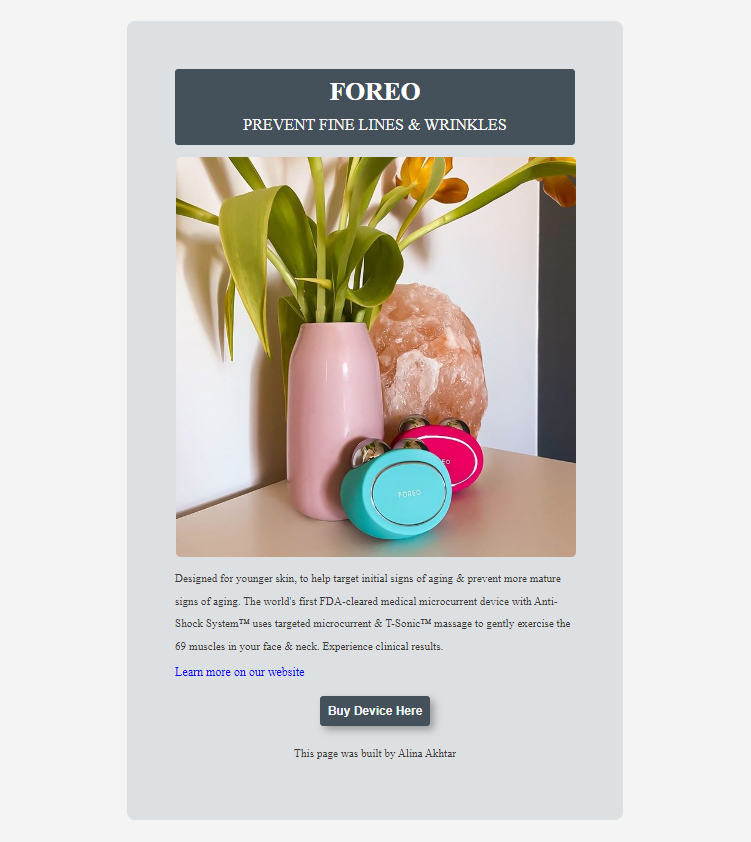 FOREO
PREVENT FINE LINES & WRINKLES
FOREO
Designed for younger skin, to help target initial signs of aging & prevent more mature
signs of aging. The world's first FDA-cleared medical microcurrent device with Anti-
Shock System™ uses targeted microcurrent & T-Sonic™ massage to gently exercise the
69 muscles in your face & neck. Experience clinical results.
Learn more on our website
Buy Device Here
This page was built by Alina Akhtar